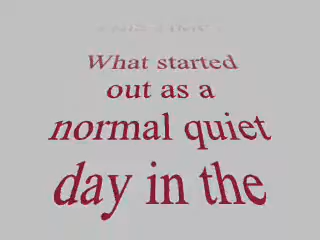 What started
out as a
normal quiet
day in the